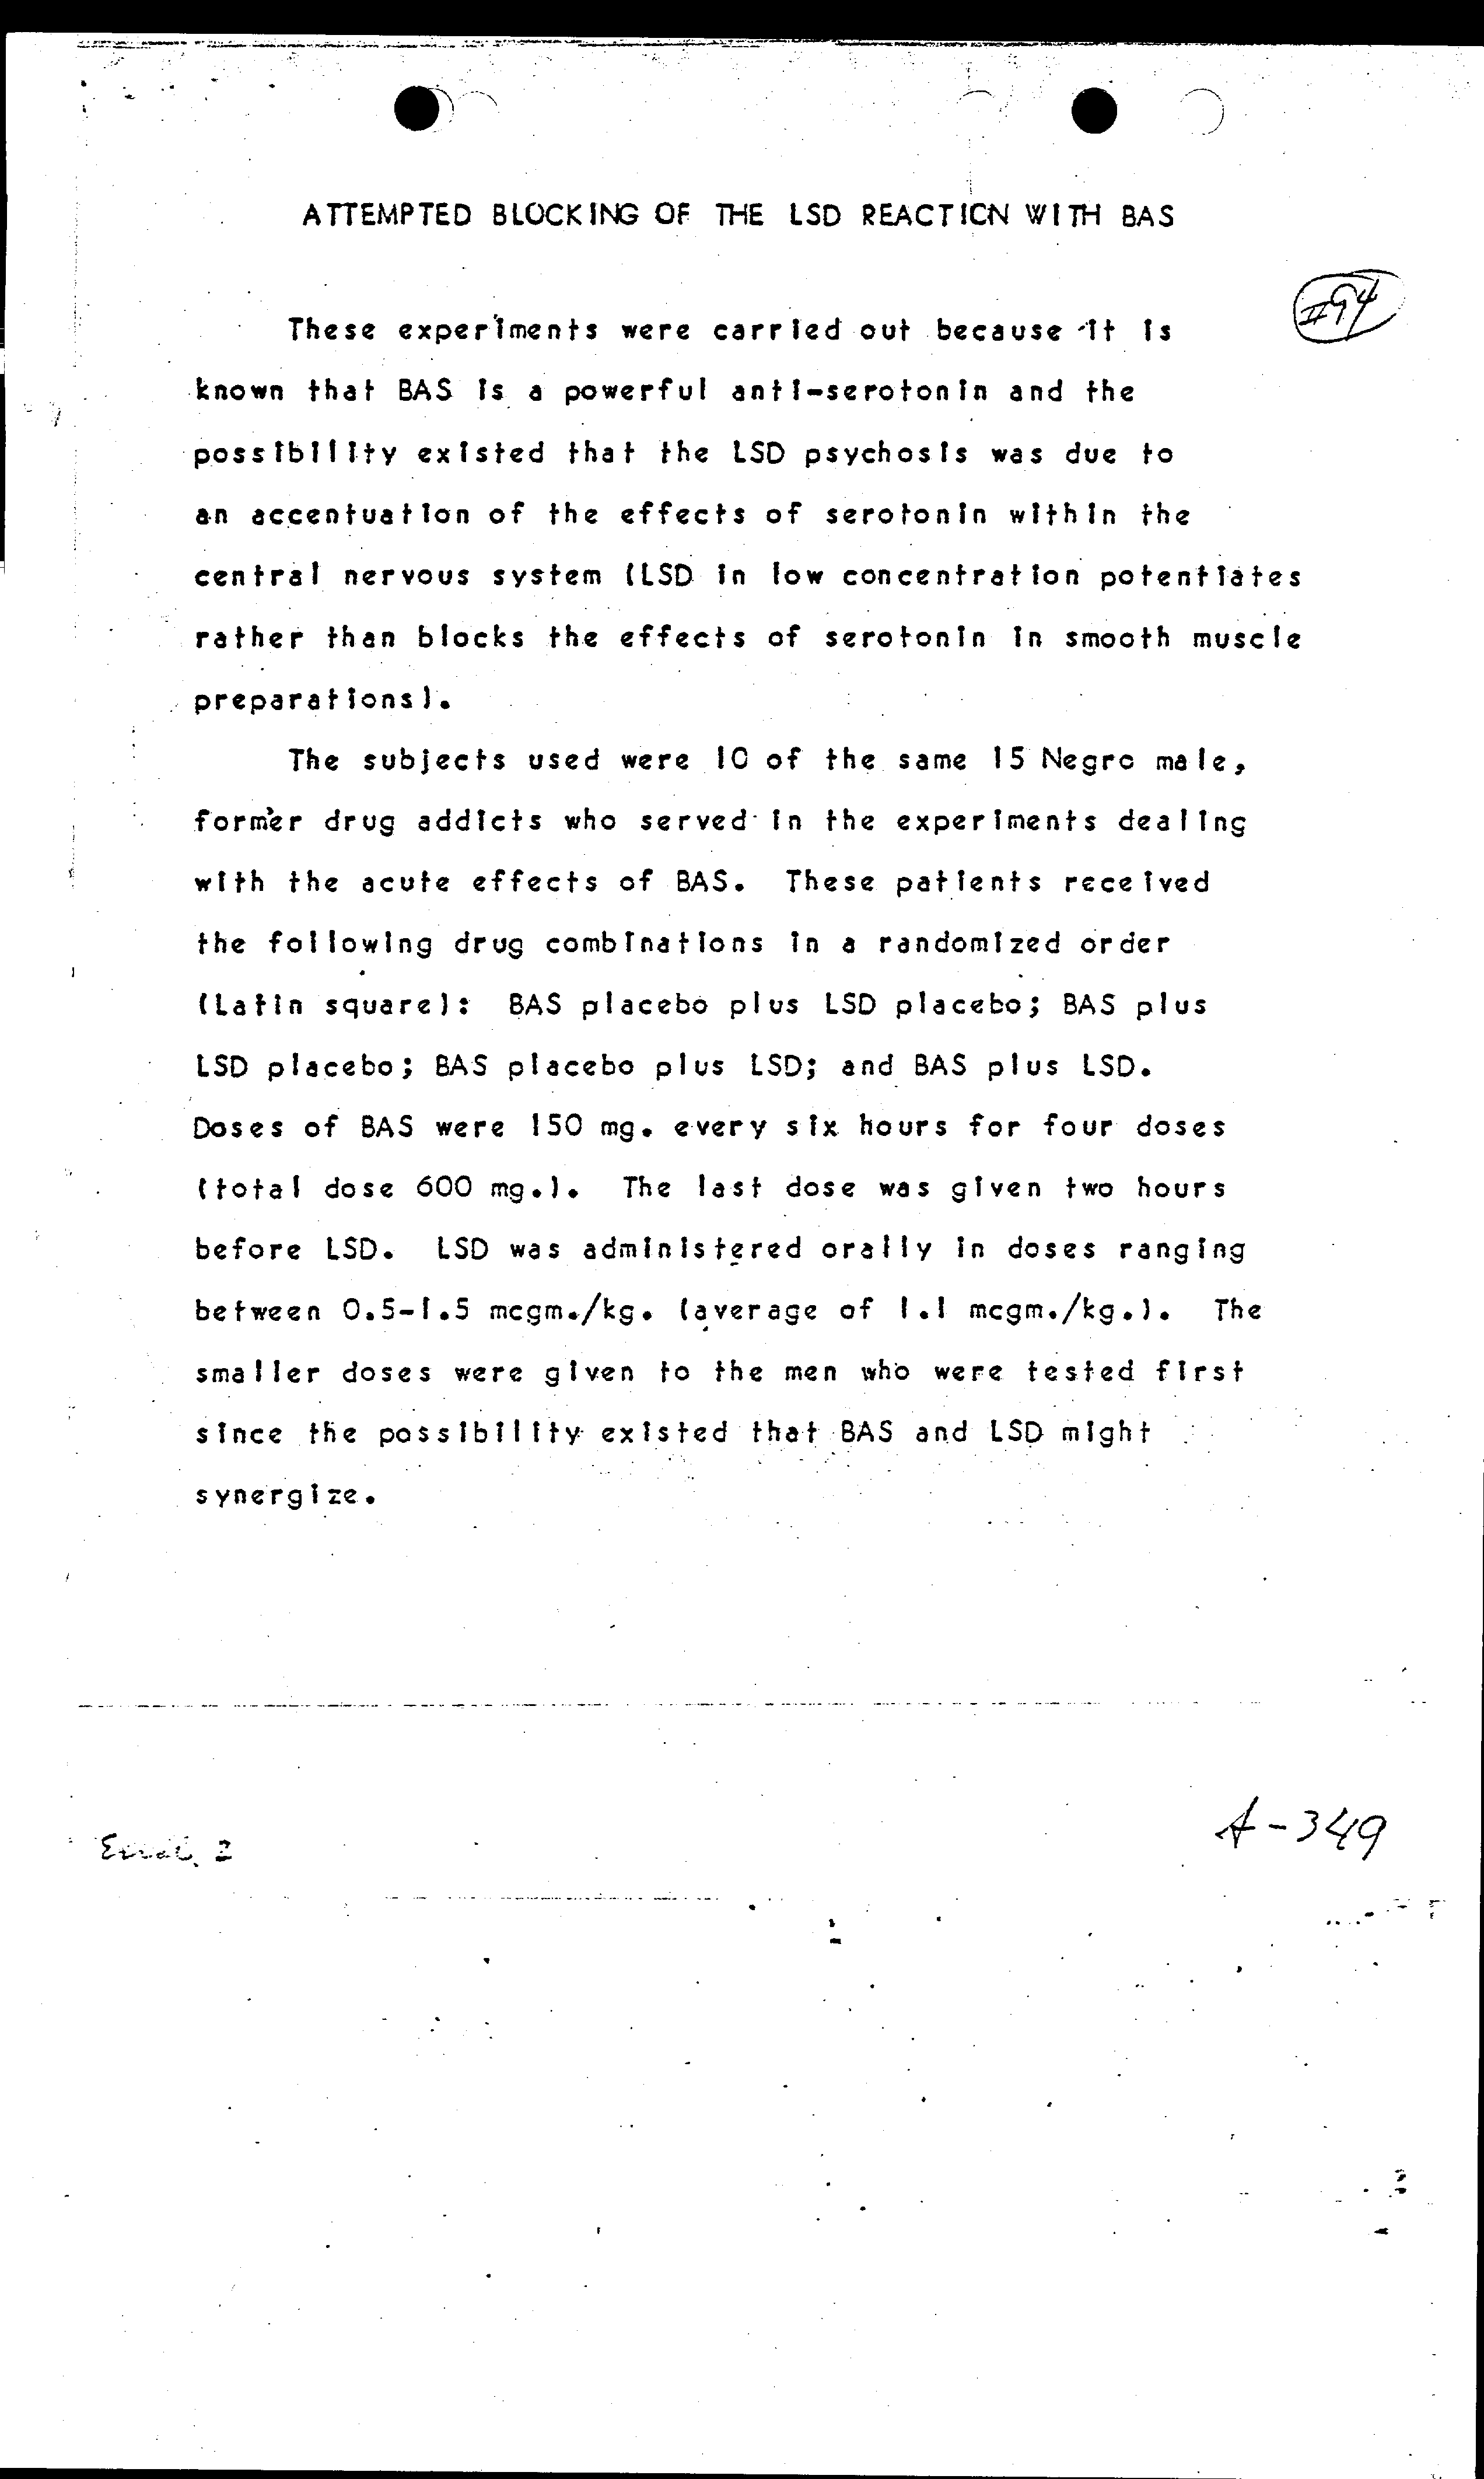 ATTEMPTED BLOCKING OF THE LSD REACTION WITH BAS
#94
These experiments were carried out because it is
known that BAS is a powerful anti-serotonin and the
possibility existed that the LSD psychosis was due to
an accentuation of the effects of serotonin within the
central nervous system (LSD in low concentration potentiates
rather than blocks the effects of serotonin in smooth muscle
preparations).
The subjects used were 10 of the same 15 Negro male,
former drug addicts who served in the experiments dealing
with the acute effects of BAS. These patients received
the following drug combinations in a randomized order
(Latin square): BAS placebo plus LSD placebo; BAS plus
LSD placebo; BAS placebo plus LSD; and BAS plus LSD.
Doses of BAS were 150 mg. every six hours for four doses
(total dose 600 mg.). The last dose was given two hours
before LSD. LSD was administered orally in doses ranging
between 0.5-1.5 mcgm./kg. (average of 1.1 mcgm./kg.). The
smaller doses were given to the men who were tested first
since the possibility existed that BAS and LSD might
synergize.
A-349
2